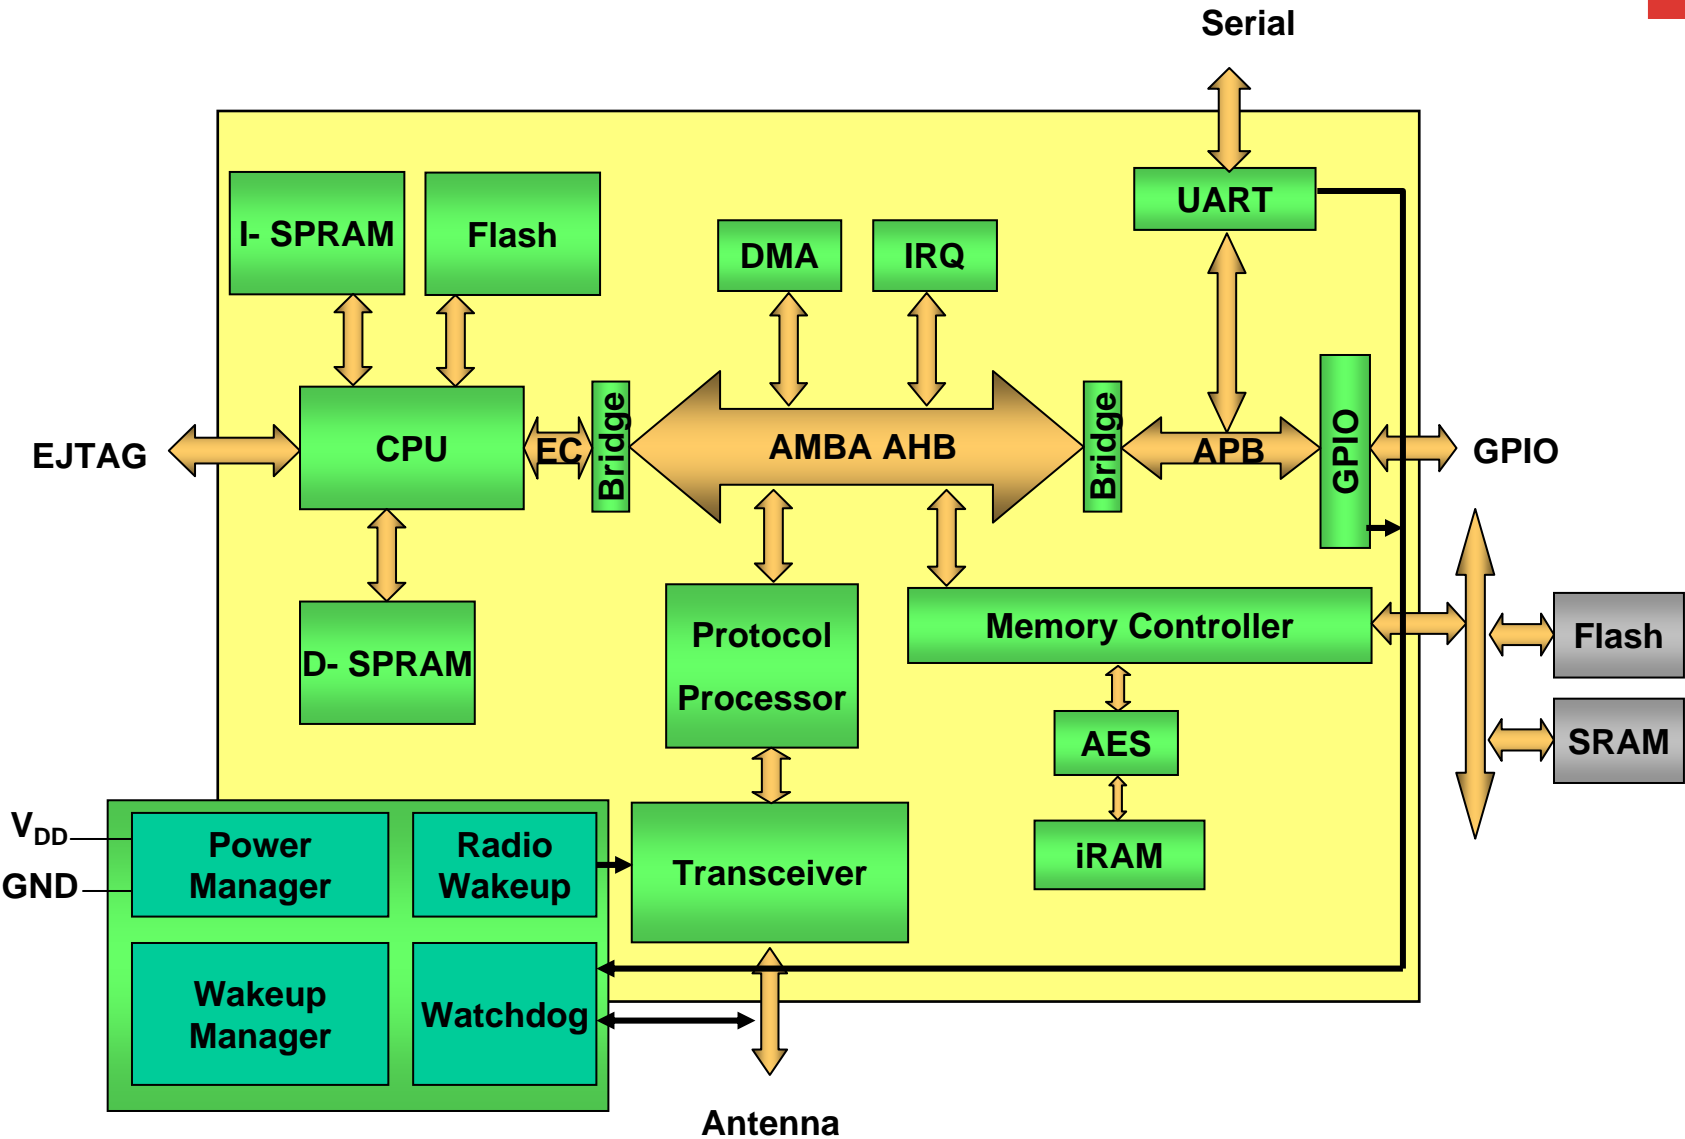 Serial
UART
I- SPRAM
Flash
DMA
IRQ
EJTAG
CPU
EC
Bridge
AMBA AHB
Bridge
APB
GPIO
GPIO
Protocol
Processor
Memory Controller
Flash
D- SPRAM
AES
SRAM
VDD
GND
Power
Manager
Radio
Wakeup
Transceiver
iRAM
Wakeup
Manager
Watchdog
Antenna